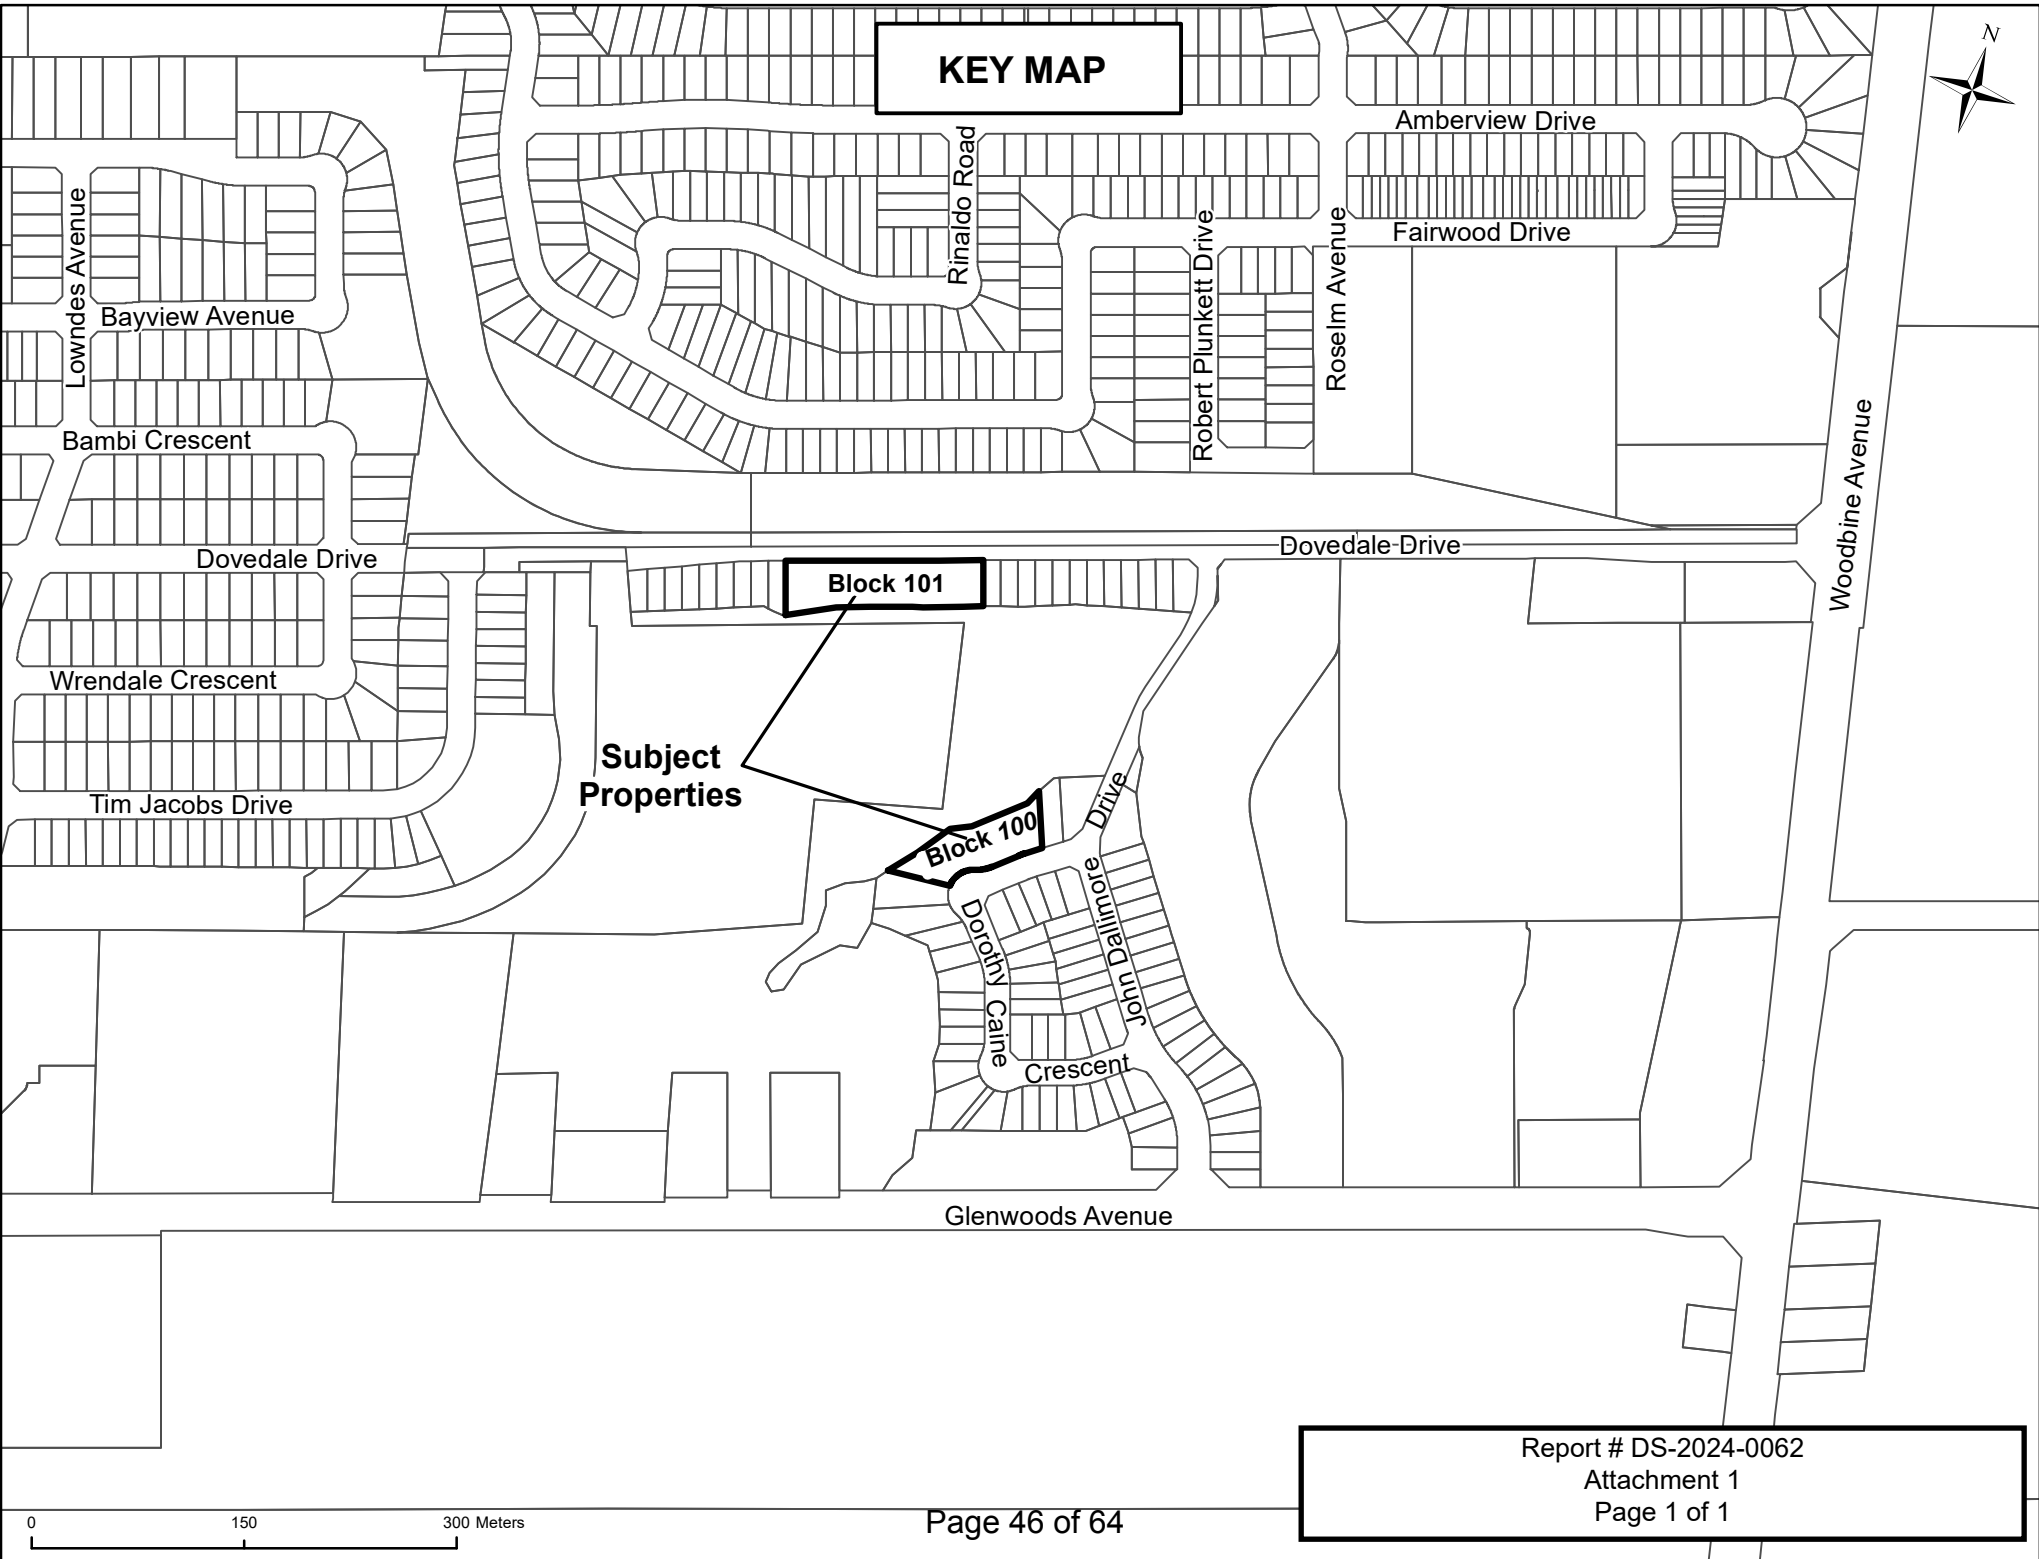 KEY MAP
N
Amberview Drive
Rinaldo Road
Fairwood Drive
Lowndes Avenue
Robert Plunkett Drive
Roselm Avenue
Bayview Avenue
Woodbine Avenue
Bambi Crescent
Dovedale Drive
Dovedale Drive
Block 101
Wrendale Crescent
Subject
Properties
Tim Jacobs Drive
Block 100
John Dallimore
Drive
Dorothy Caine
Crescent
Glenwoods Avenue
Report # DS-2024-0062
Attachment 1
Page 1 of 1
0 150 300 Meters
Page 46 of 64